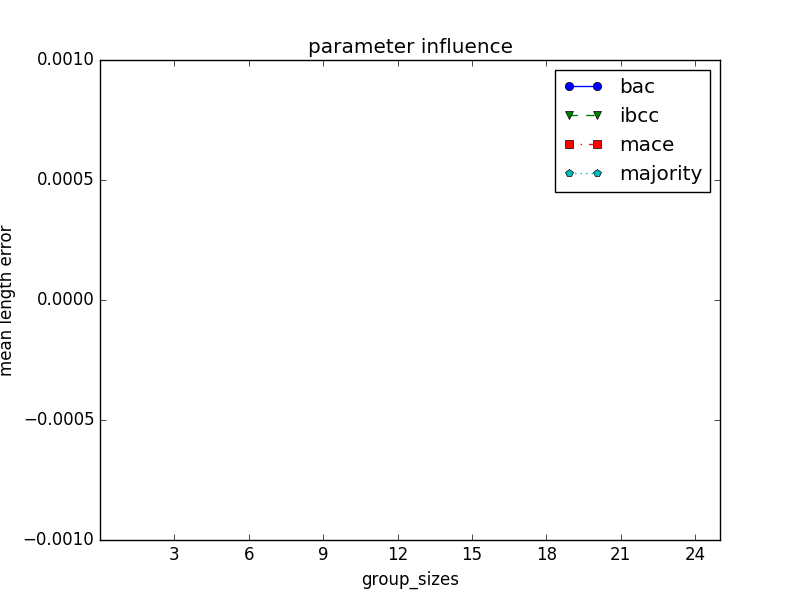 parameter influence
0.0010
0.0005
0.0000
−0.0005
−0.0010
mean length error
bac
ibcc
mace
majority
3 6 9 12 15 18 21 24
group_sizes